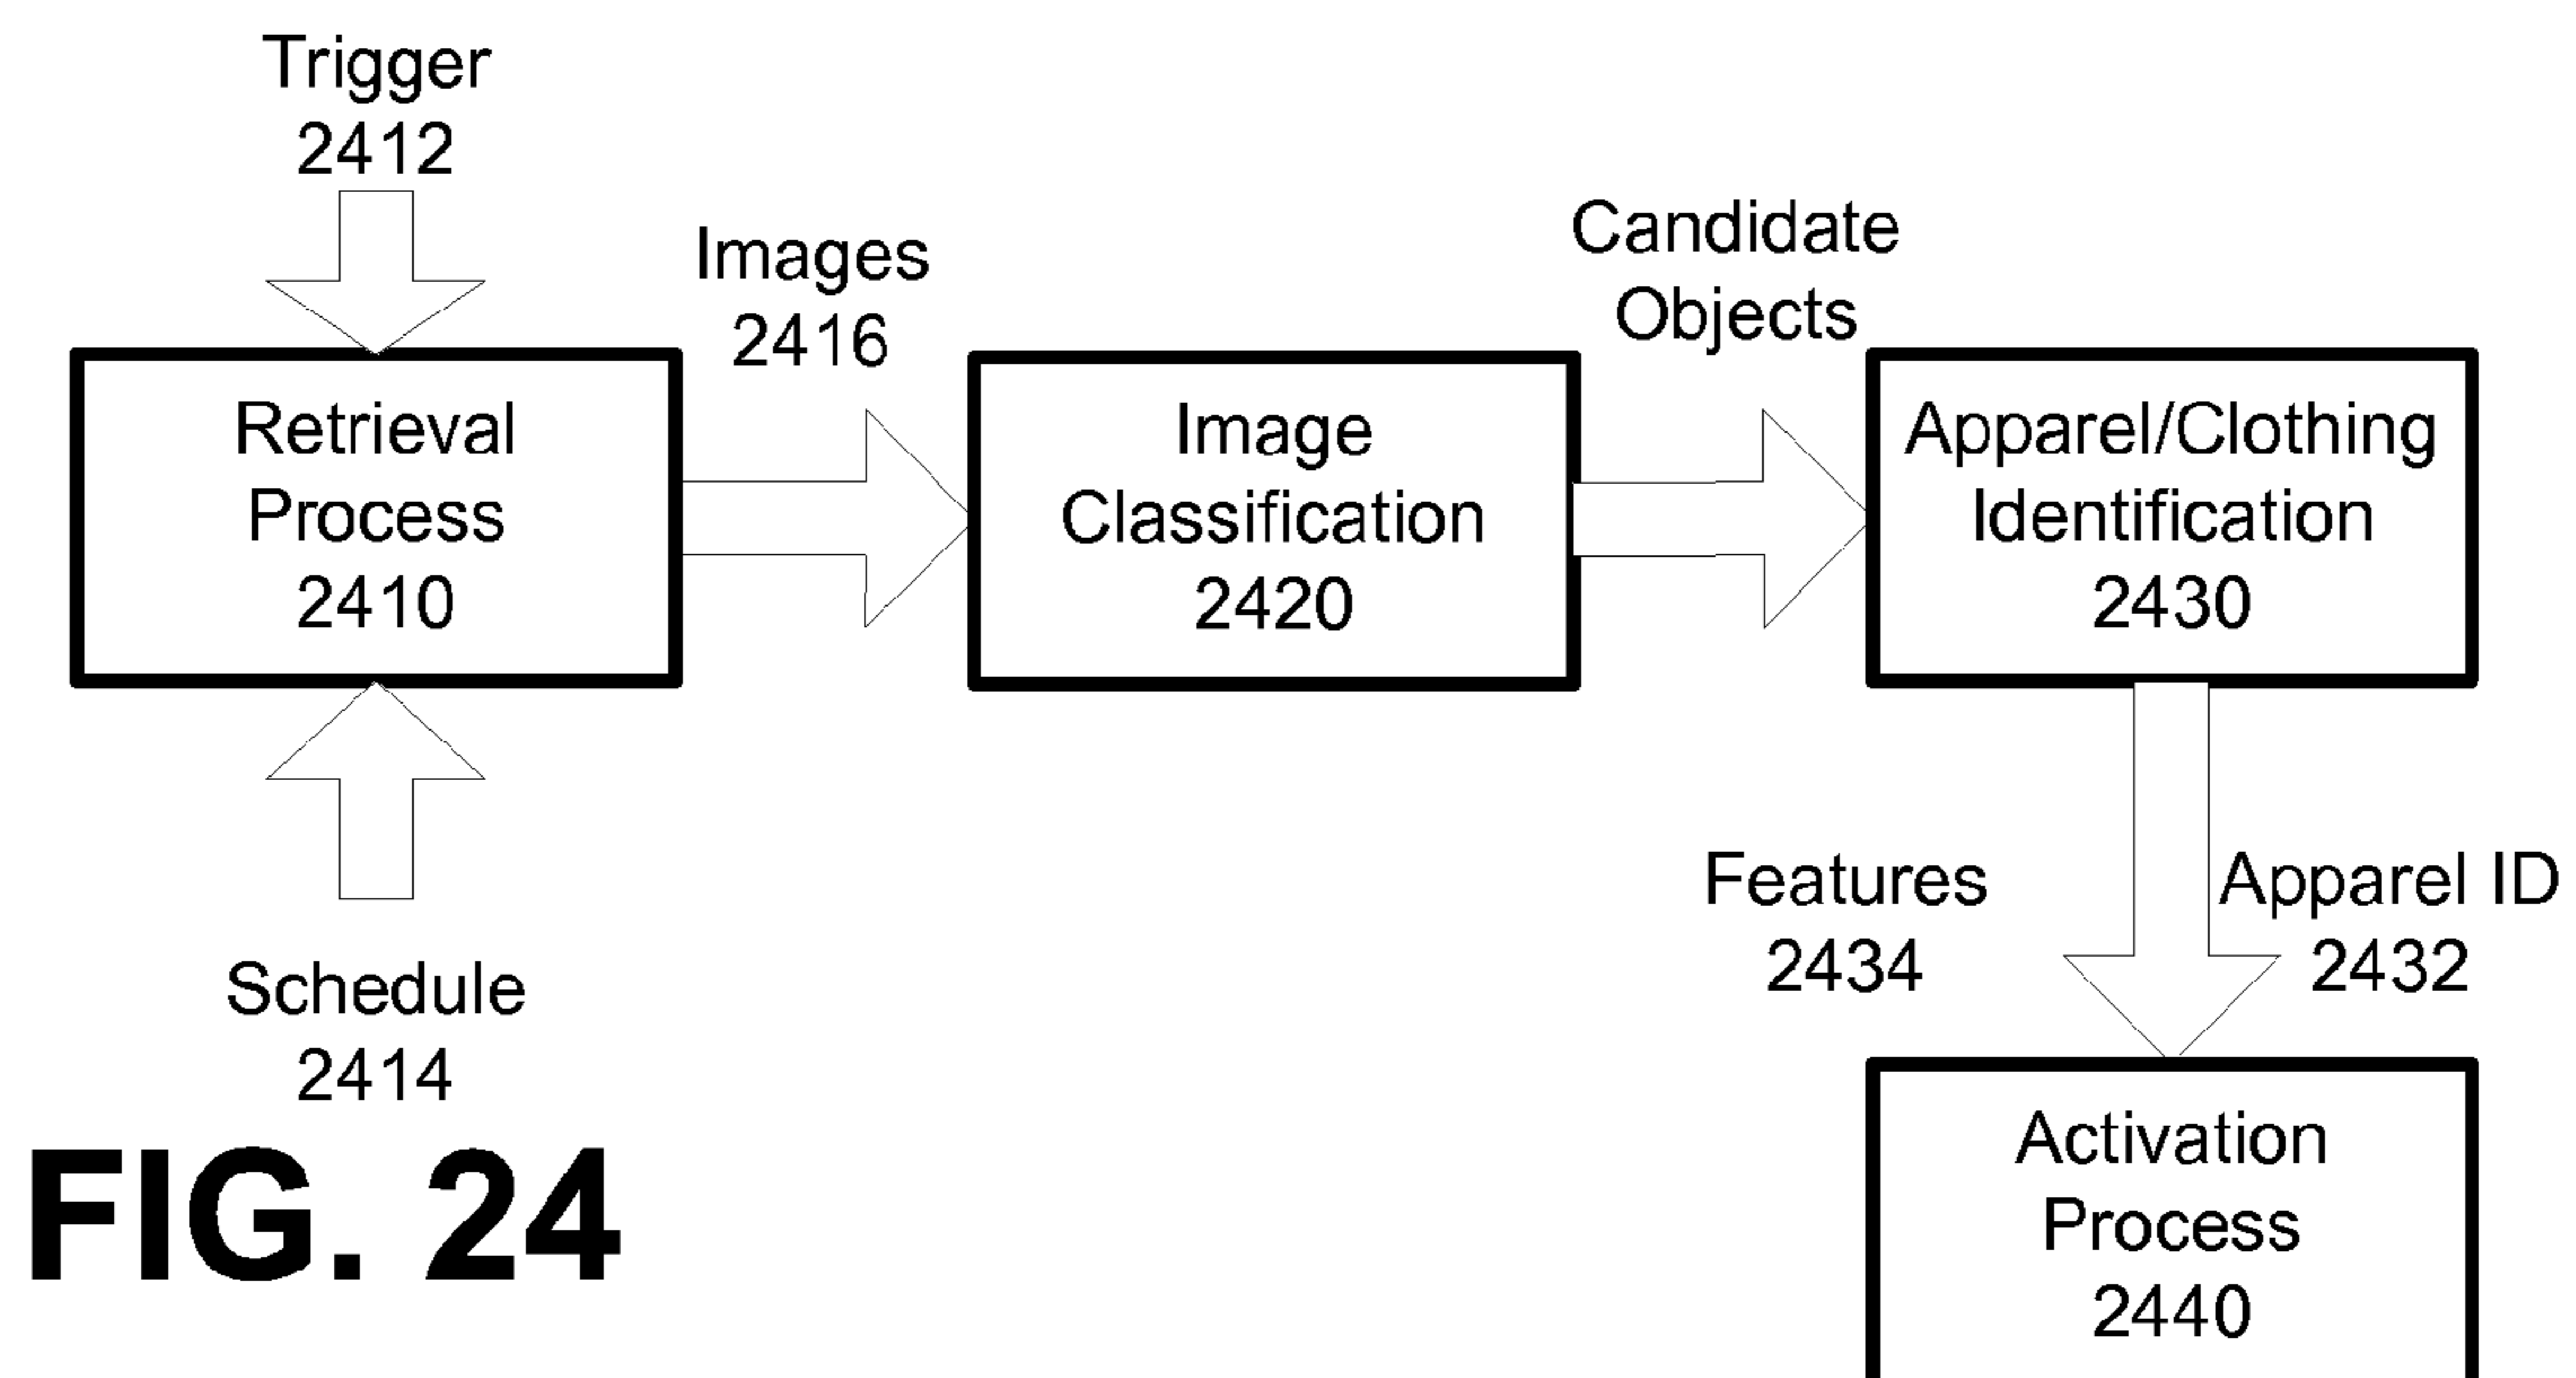 Trigger
2412
Images
2416
Candidate
Objects
Retrieval
Process
2410
Image
Classification
2420
Apparel/Clothing
Identification
2430
Features
2434
Apparel ID
2432
Schedule
2414
Activation
Process
2440
FIG. 24